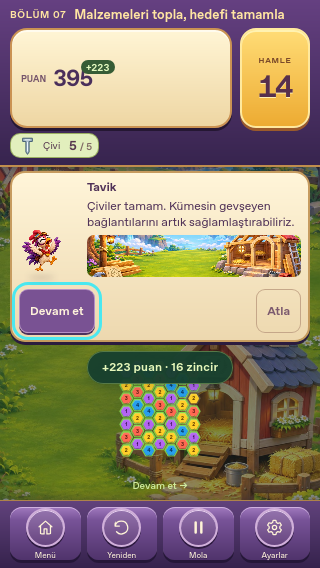 BÖLÜM 07 Malzemeleri topla, hedefi tamamla
PUAN 395 +223
HAMLE
14
Çivi 5 / 5
Tavik
Çiviler tamam. Kümesin gevşeyen
bağlantılarını artık sağlamlaştırabiliriz.
Devam et
Atla
+223 puan · 16 zincir
Devam et →
Menü
Yeniden
Mola
Ayarlar